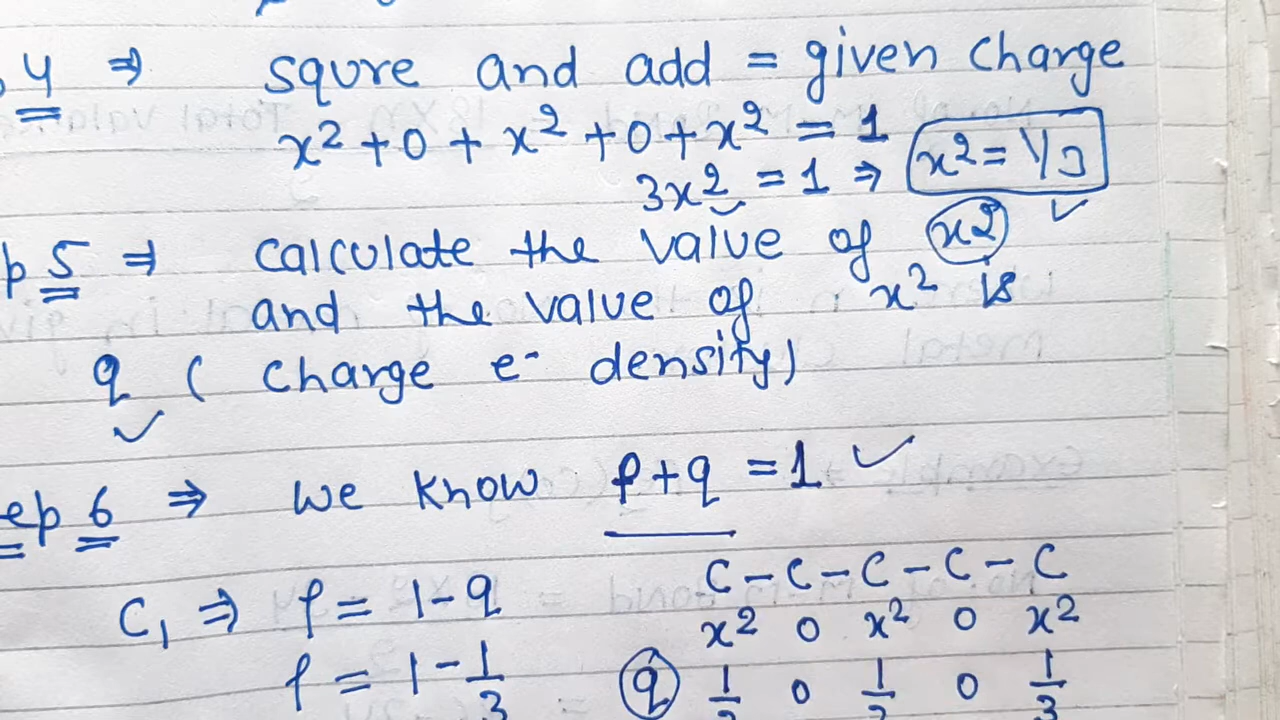 4 ⇒ squre and add = given charge
x² + 0 + x² + 0 + x² = 1
3x² = 1 ⇒ x² = 1/3
p 5 ⇒ calculate the value of x²
and the value of x² is
q ( charge e⁻ density)
ep 6 ⇒ we know p+q = 1
C - C - C - C - C
C₁ ⇒ p = 1-q
x² 0 x² 0 x²
p = 1 - 1/3
q 1/3 0 1/3 0 1/3